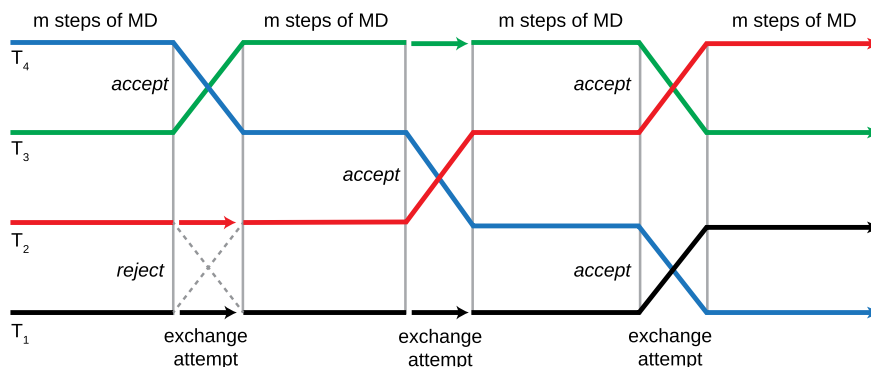 m steps of MD m steps of MD m steps of MD m steps of MD
T4
accept accept
T3
accept
T2
reject accept
T1
exchange attempt exchange attempt exchange attempt